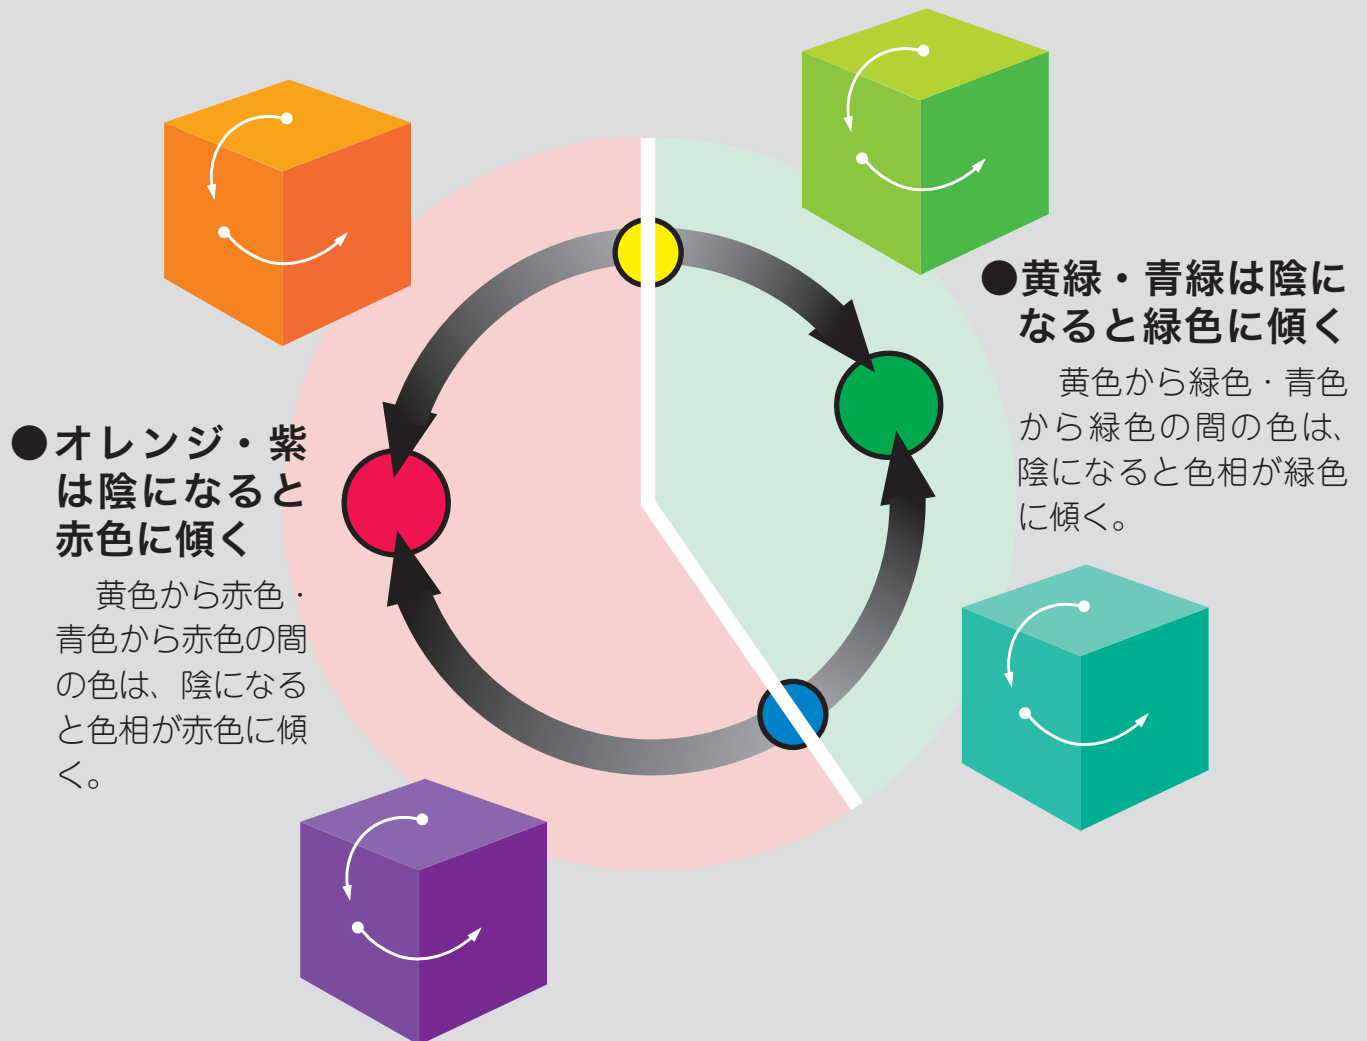 ●オレンジ・紫
は陰になると
赤色に傾く
黄色から赤色・
青色から赤色の間
の色は、陰になる
と色相が赤色に傾
く。
●黄緑・青緑は陰に
なると緑色に傾く
黄色から緑色・青色
から緑色の間の色は、
陰になると色相が緑色
に傾く。